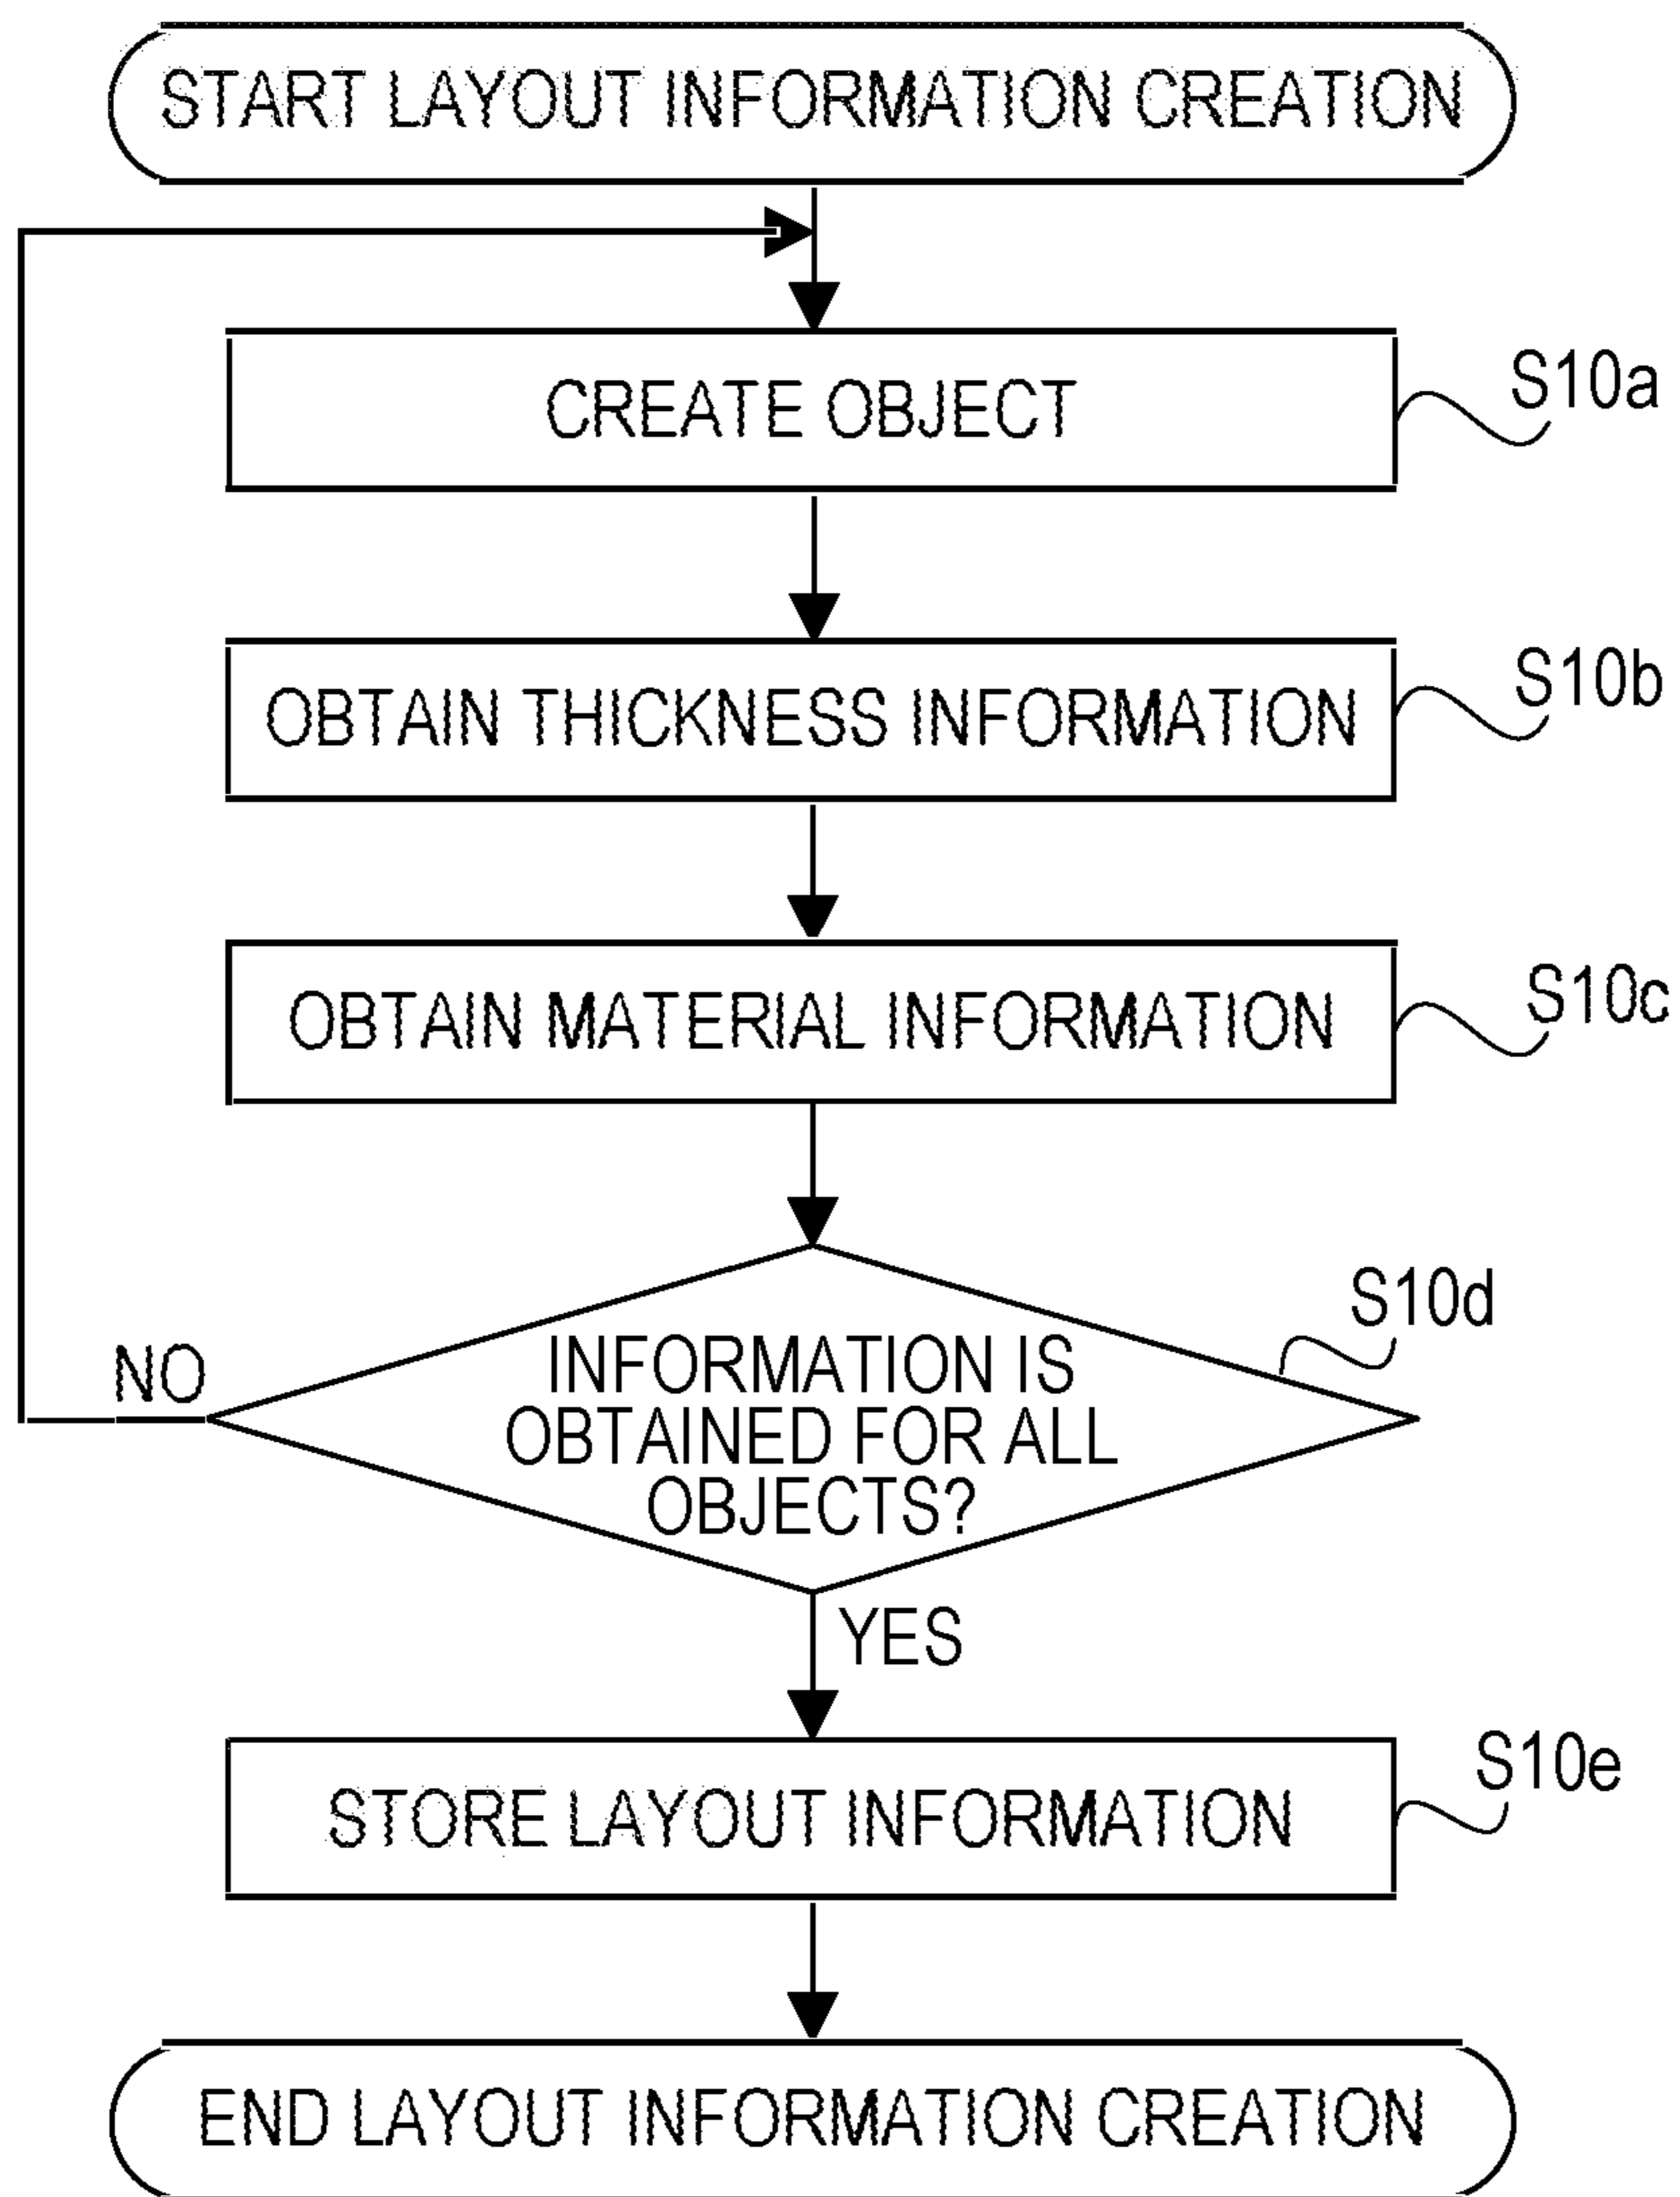 START LAYOUT INFORMATION CREATION
CREATE OBJECT
S10a
OBTAIN THICKNESS INFORMATION
S10b
OBTAIN MATERIAL INFORMATION
S10c
S10d
NO
INFORMATION IS
OBTAINED FOR ALL
OBJECTS?
YES
STORE LAYOUT INFORMATION
S10e
END LAYOUT INFORMATION CREATION